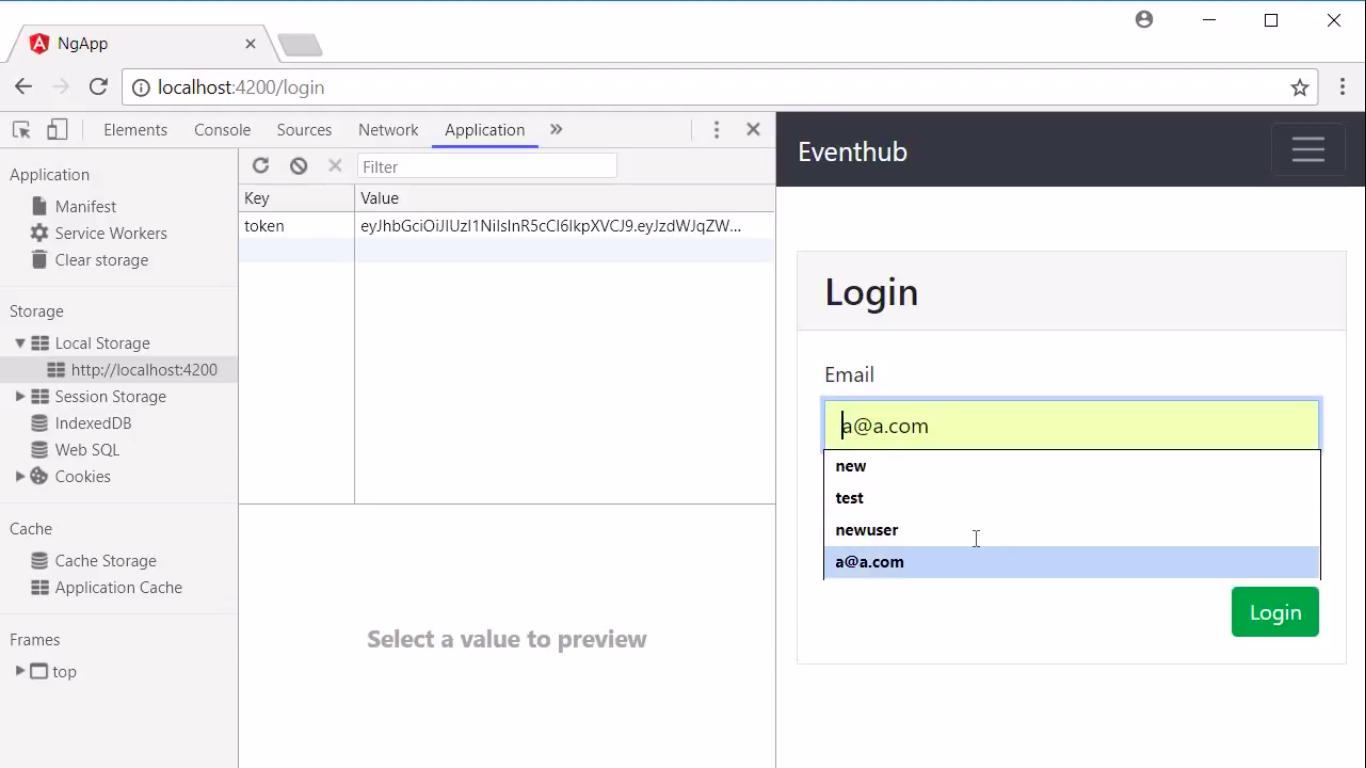 NgApp
localhost:4200/login
Elements Console Sources Network Application
Application
Manifest
Service Workers
Clear storage
Storage
Local Storage
http://localhost:4200
Session Storage
IndexedDB
Web SQL
Cookies
Cache
Cache Storage
Application Cache
Frames
top
Filter
Key Value
token eyJhbGciOiJIUzI1NiIsInR5cCI6IkpXVCJ9.eyJzdWJqZW...
Select a value to preview
Eventhub
Login
Email
a@a.com
new
test
newuser
a@a.com
Login